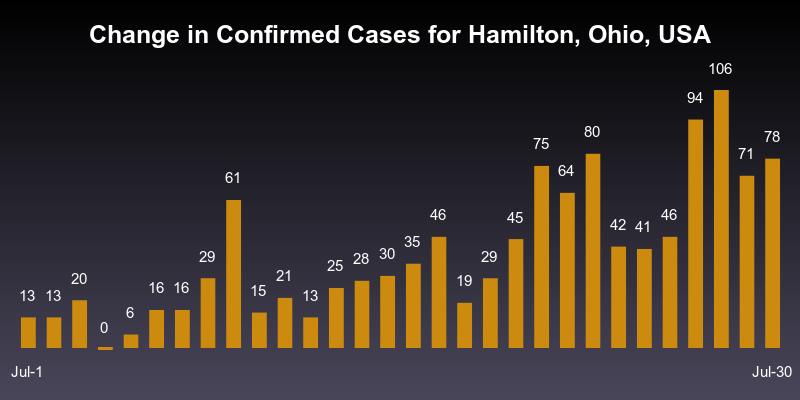 Change in Confirmed Cases for Hamilton, Ohio, USA
13 13 20 0 6 16 16 29 61 15 21 13 25 28 30 35 46 19 29 45 75 64 80 42 41 46 94 106 71 78
Jul-1 Jul-30